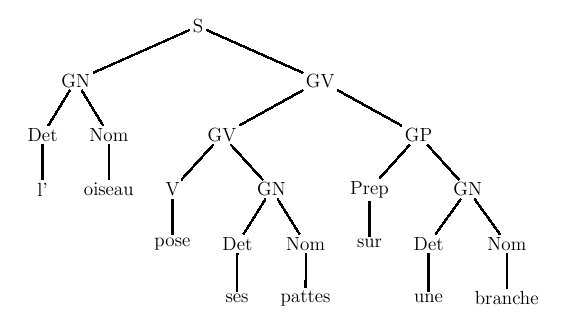 S
GN GV
Det Nom GV GP
l' oiseau V GN Prep GN
pose Det Nom sur Det Nom
ses pattes une branche